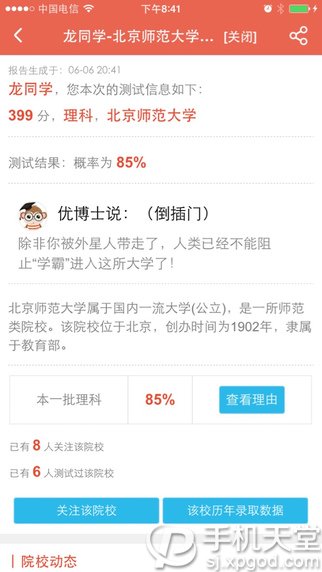 中国电信 下午8:41
龙同学-北京师范大学... [关闭]
报告生成于：06-06 20:41
龙同学，您本次的测试信息如下：
399 分，理科，北京师范大学
测试结果：概率为 85%
优博士说：（倒插门）
除非你被外星人带走了，人类已经不能阻
止“学霸”进入这所大学了！
北京师范大学属于国内一流大学(公立)，是一所师范
类院校。该院校位于北京，创办时间为1902年，隶属
于教育部。
本一批理科 85% 查看理由
已有 8 人关注该院校
已有 6 人测试过该院校
关注该院校 该校历年录取数据
院校动态
手机天堂
sj.xpgod.com